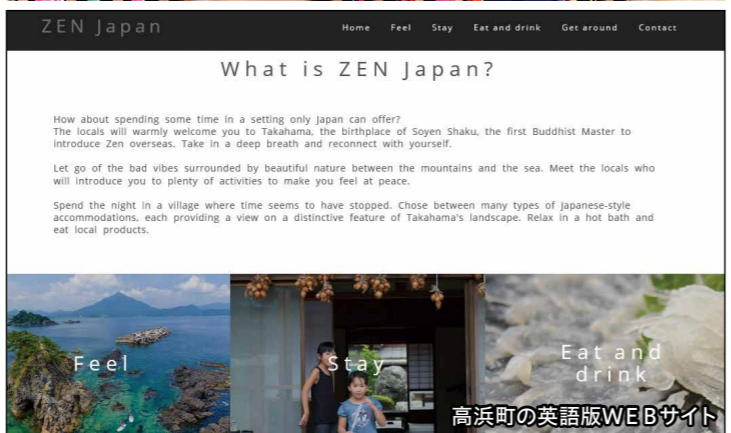 ZEN Japan
Home Feel Stay Eat and drink Get around Contact
What is ZEN Japan?
How about spending some time in a setting only Japan can offer?
The locals will warmly welcome you to Takahama, the birthplace of Soyen Shaku, the first Buddhist Master to
introduce Zen overseas. Take in a deep breath and reconnect with yourself.
Let go of the bad vibes surrounded by beautiful nature between the mountains and the sea. Meet the locals who
will introduce you to plenty of activities to make you feel at peace.
Spend the night in a village where time seems to have stopped. Chose between many types of Japanese-style
accommodations, each providing a view on a distinctive feature of Takahama's landscape. Relax in a hot bath and
eat local products.
Feel
Stay
Eat and
drink
高浜町の英語版WEBサイト